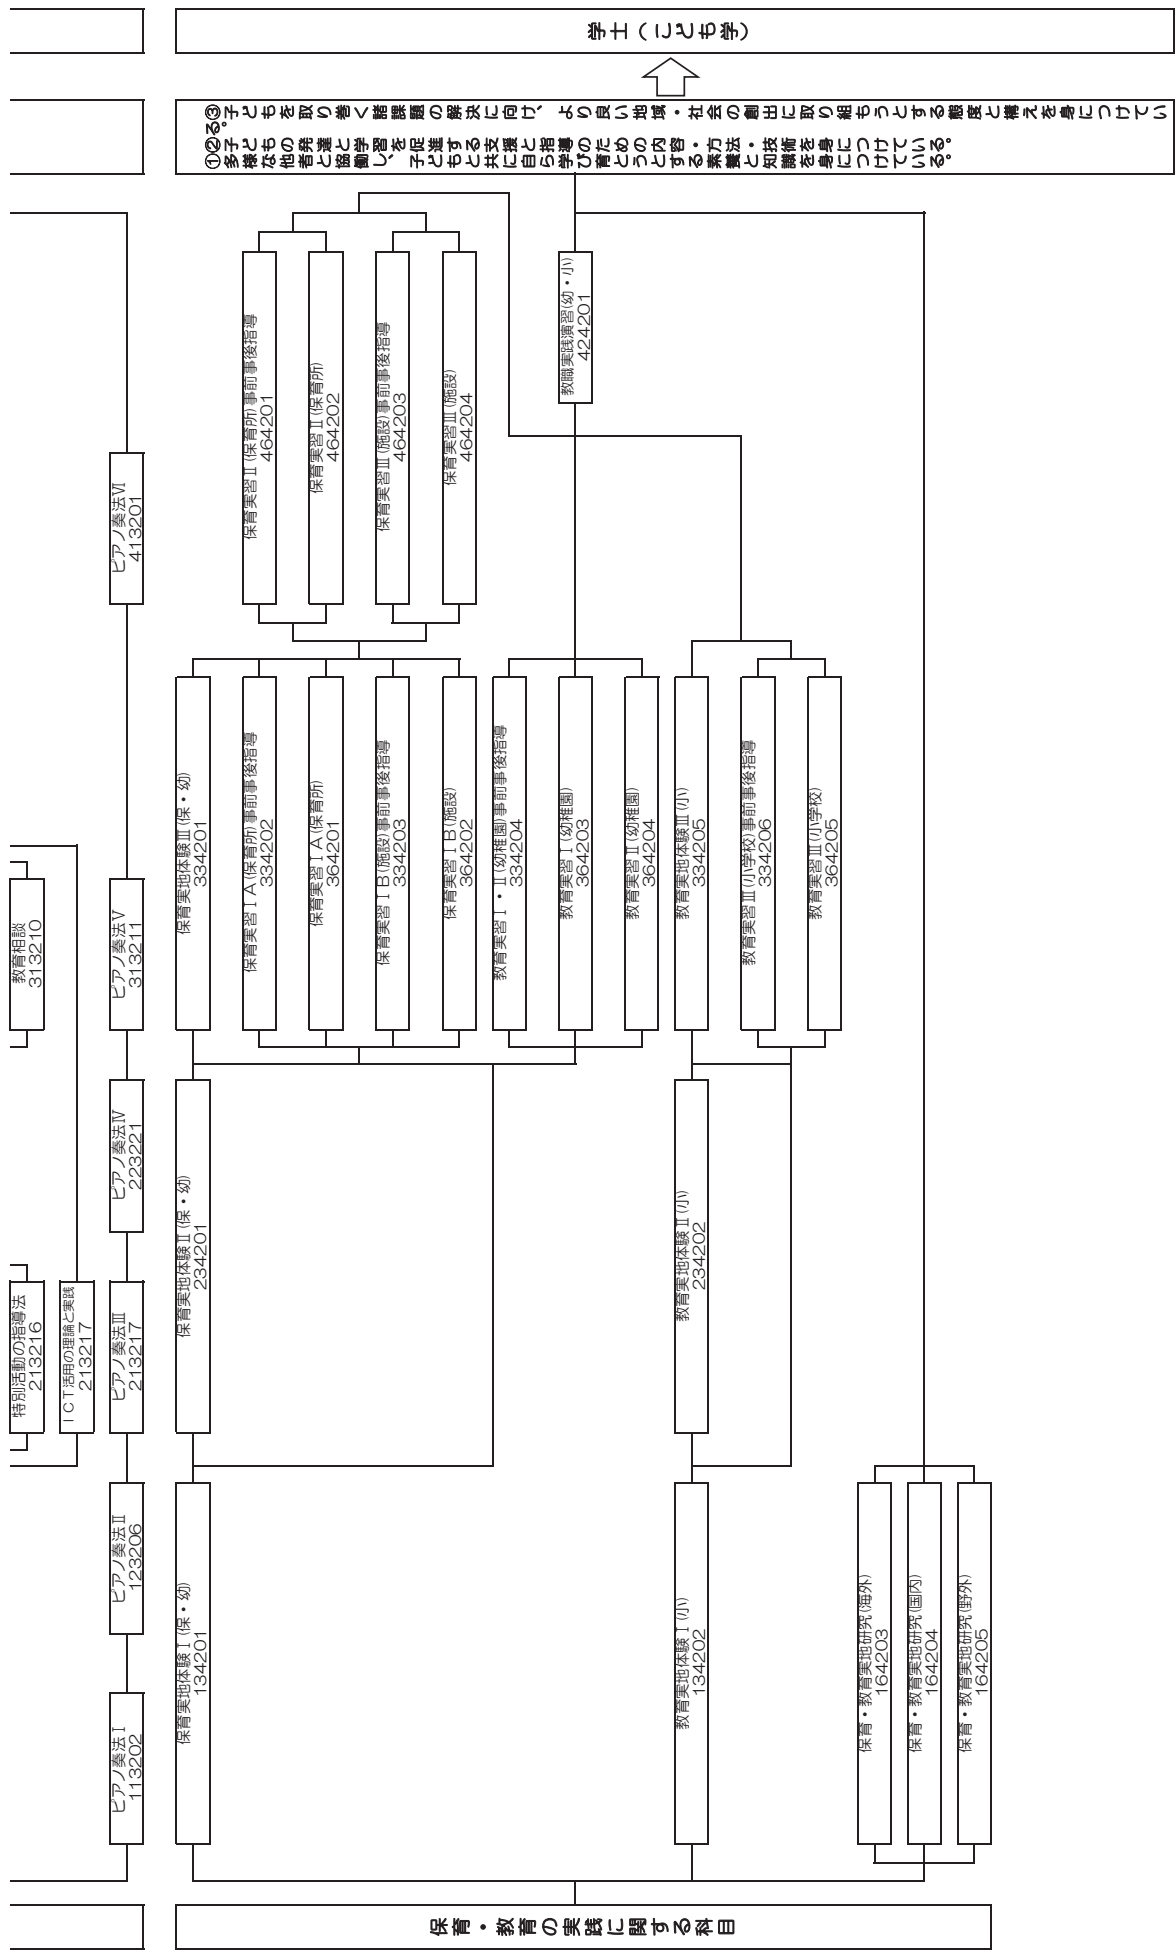 特別活動の指導法
213216
教育相談
313210
ICT活用の理論と実践
213217
ピアノ奏法Ⅰ
113202
ピアノ奏法Ⅱ
123206
ピアノ奏法Ⅲ
213217
ピアノ奏法Ⅳ
223221
ピアノ奏法Ⅴ
313211
ピアノ奏法Ⅵ
413201
保育・教育の実践に関する科目
保育実地体験Ⅰ(保・幼)
134201
保育実地体験Ⅱ(保・幼)
234201
保育実地体験Ⅲ(保・幼)
334201
保育実習ⅠA(保育所)事前事後指導
334202
保育実習ⅠA(保育所)
364201
保育実習ⅠB(施設)事前事後指導
334203
保育実習ⅠB(施設)
364202
保育実習Ⅱ(保育所)事前事後指導
464201
保育実習Ⅱ(保育所)
464202
保育実習Ⅲ(施設)事前事後指導
464203
保育実習Ⅲ(施設)
464204
教育実習Ⅰ・Ⅱ(幼稚園)事前事後指導
334204
教育実習Ⅰ(幼稚園)
364203
教育実習Ⅱ(幼稚園)
364204
教職実践演習(幼・小)
424201
教育実地体験Ⅰ(小)
134202
教育実地体験Ⅱ(小)
234202
教育実地体験Ⅲ(小)
334205
教育実習Ⅲ(小学校)事前事後指導
334206
教育実習Ⅲ(小学校)
364205
保育・教育実地研究(海外)
164203
保育・教育実地研究(国内)
164204
保育・教育実地研究(野外)
164205
③子どもを取り巻く諸課題の解決に向け、より良い地域・社会の創出に取り組もうとする態度と構えを身につけてい
る。
②子どもの発達と学習を促進する支援と指導のための内容・方法・技術を身につけている。
①多様な他者と協働し、子どもと共に自ら学び育とうとする素養と知識を身につけている。
学士(こども学)